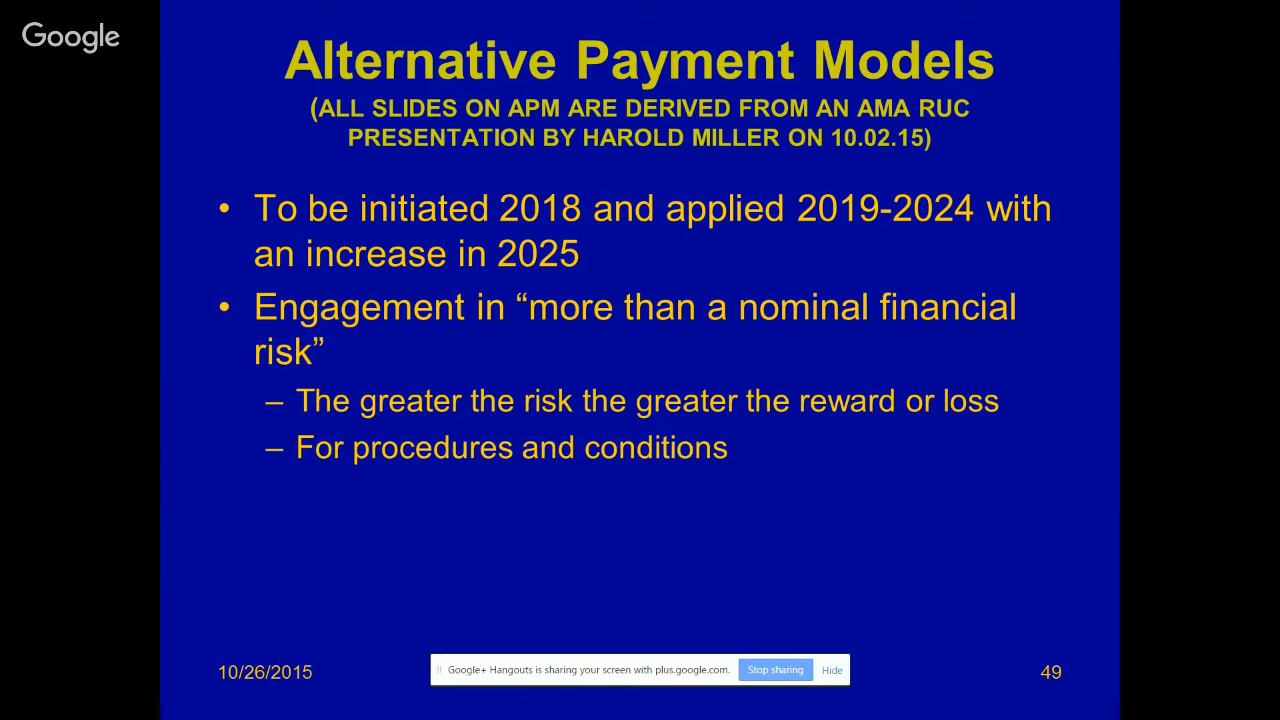 Google
Alternative Payment Models
(ALL SLIDES ON APM ARE DERIVED FROM AN AMA RUC
PRESENTATION BY HAROLD MILLER ON 10.02.15)
• To be initiated 2018 and applied 2019-2024 with
an increase in 2025
• Engagement in “more than a nominal financial
risk”
– The greater the risk the greater the reward or loss
– For procedures and conditions
10/26/2015
Google+ Hangouts is sharing your screen with plus.google.com. Stop sharing Hide
49